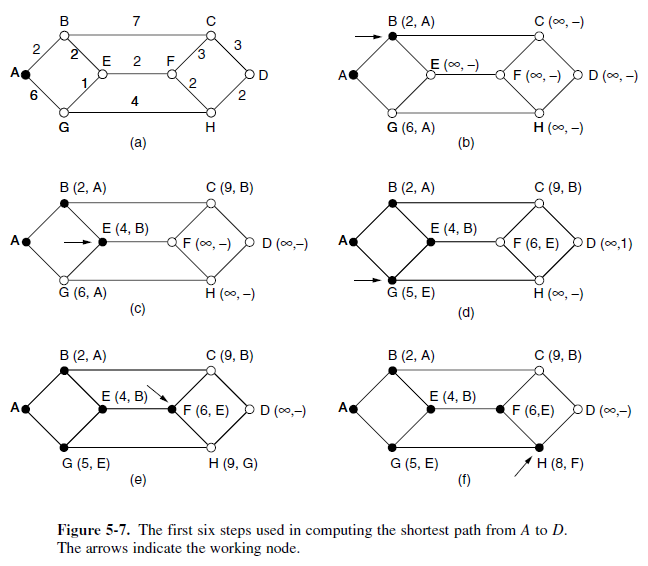 B 7 C
2 2 3 3
A E 2 F D
6 1 2 2
4
G H
(a)
B (2, A) C (∞, –)
E (∞, –)
A F (∞, –) D (∞, –)
G (6, A) H (∞, –)
(b)
B (2, A) C (9, B)
E (4, B)
A F (∞, –) D (∞,–)
G (6, A) H (∞, –)
(c)
B (2, A) C (9, B)
E (4, B)
A F (6, E) D (∞,1)
G (5, E) H (∞, –)
(d)
B (2, A) C (9, B)
E (4, B)
A F (6, E) D (∞,–)
G (5, E) H (9, G)
(e)
B (2, A) C (9, B)
E (4, B)
A F (6,E) D (∞,–)
G (5, E) H (8, F)
(f)
Figure 5-7. The first six steps used in computing the shortest path from A to D.
The arrows indicate the working node.